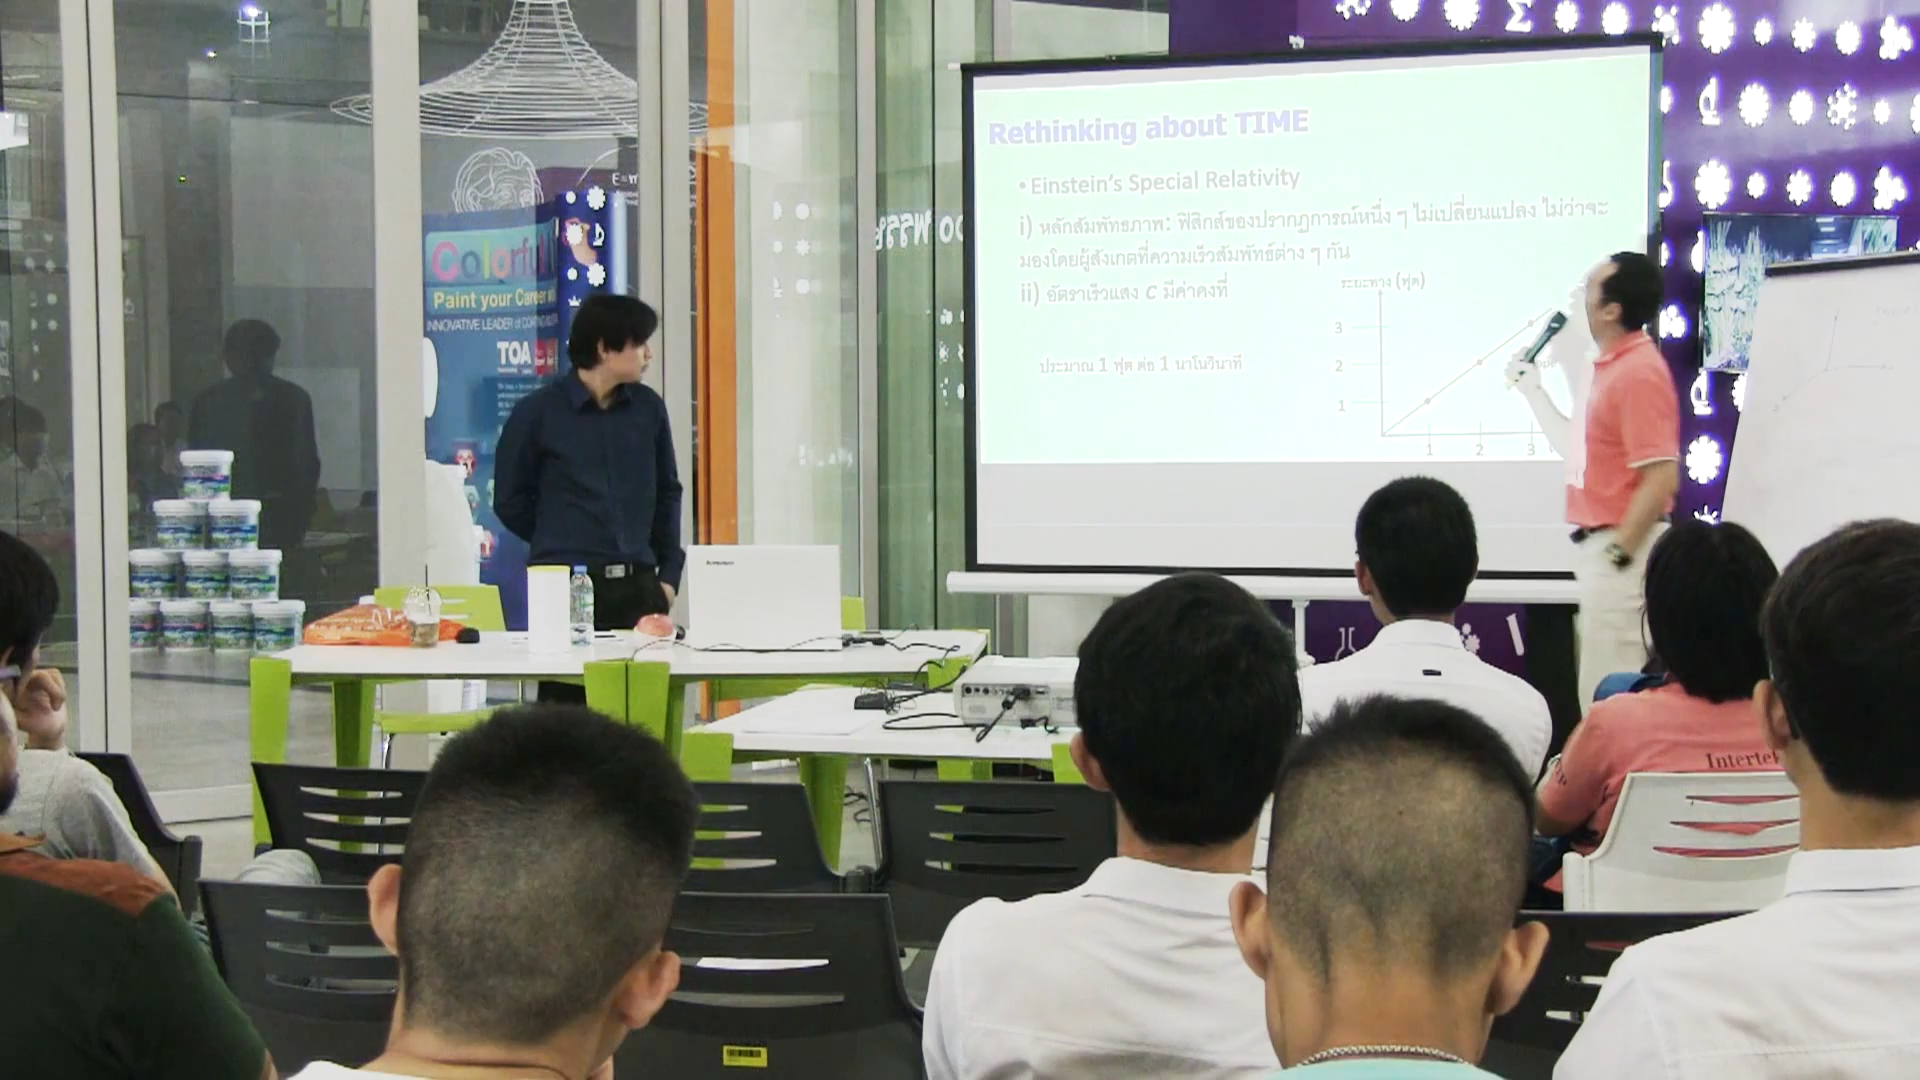 Rethinking about TIME
• Einstein's Special Relativity
i) หลักสัมพัทธภาพ: ฟิสิกส์ของปรากฏการณ์หนึ่ง ๆ ไม่เปลี่ยนแปลง ไม่ว่าจะ
มองโดยผู้สังเกตที่ความเร็วสัมพัทธ์ต่าง ๆ กัน
ii) อัตราเร็วแสง c มีค่าคงที่
ระยะทาง (ฟุต)
ประมาณ 1 ฟุต ต่อ 1 นาโนวินาที
3
2
1
1 2 3
Paint your Career
INNOVATIVE LEADER of
TOA
lenovo
Intertek